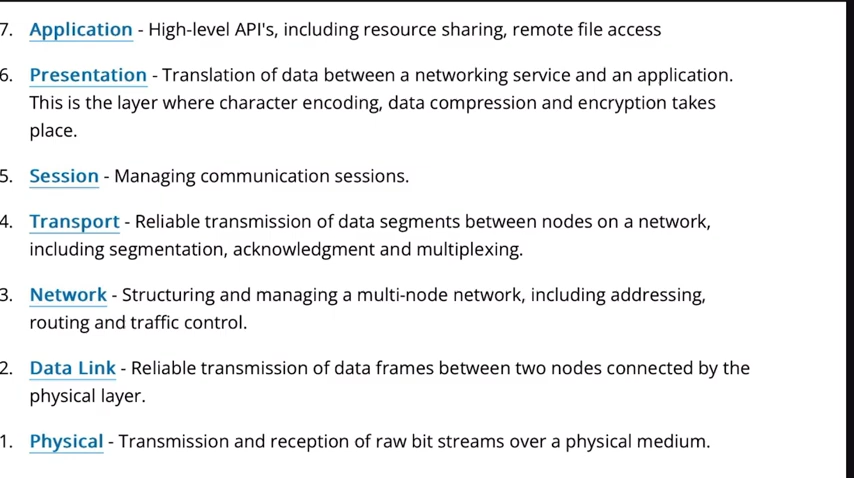 7. Application - High-level API's, including resource sharing, remote file access
6. Presentation - Translation of data between a networking service and an application.
This is the layer where character encoding, data compression and encryption takes
place.
5. Session - Managing communication sessions.
4. Transport - Reliable transmission of data segments between nodes on a network,
including segmentation, acknowledgment and multiplexing.
3. Network - Structuring and managing a multi-node network, including addressing,
routing and traffic control.
2. Data Link - Reliable transmission of data frames between two nodes connected by the
physical layer.
1. Physical - Transmission and reception of raw bit streams over a physical medium.